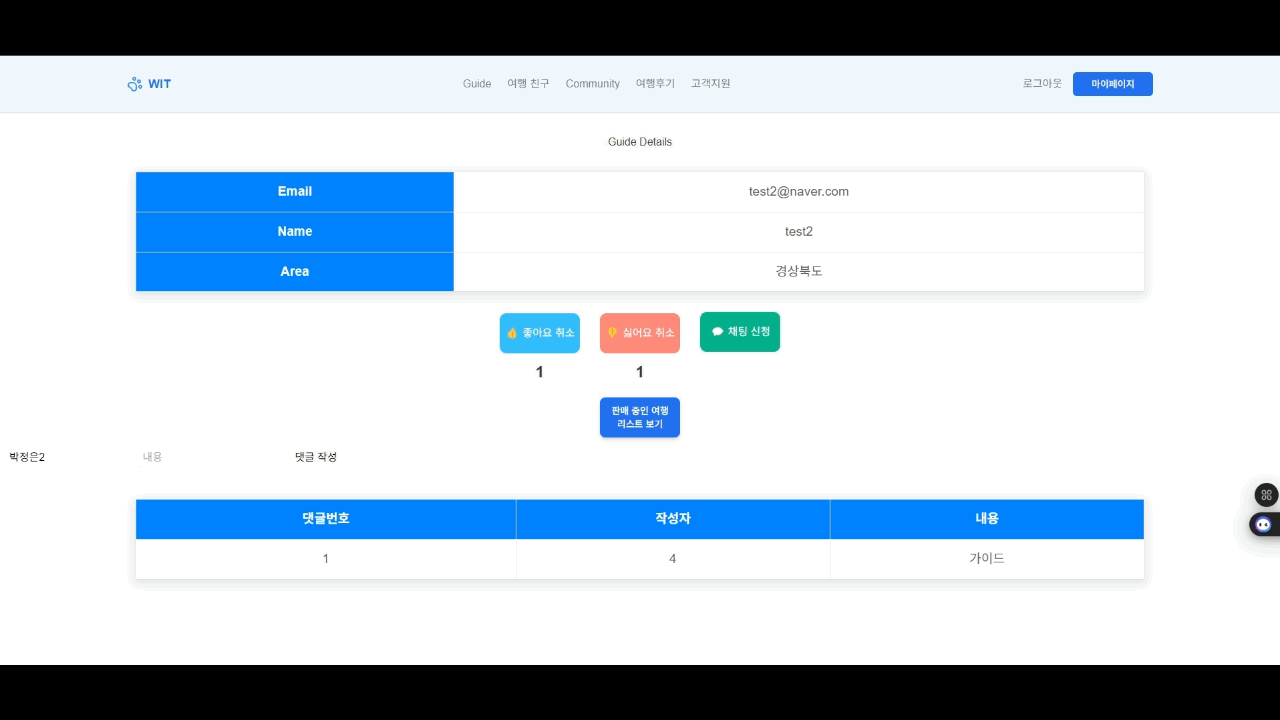 WIT
Guide 여행 친구 Community 여행후기 고객지원
로그아웃 마이페이지
Guide Details
Email test2@naver.com
Name test2
Area 경상북도
좋아요 취소 싫어요 취소 채팅 신청
1 1
판매 중인 여행
리스트 보기
박정은2 내용 댓글 작성
댓글번호 작성자 내용
1 4 가이드